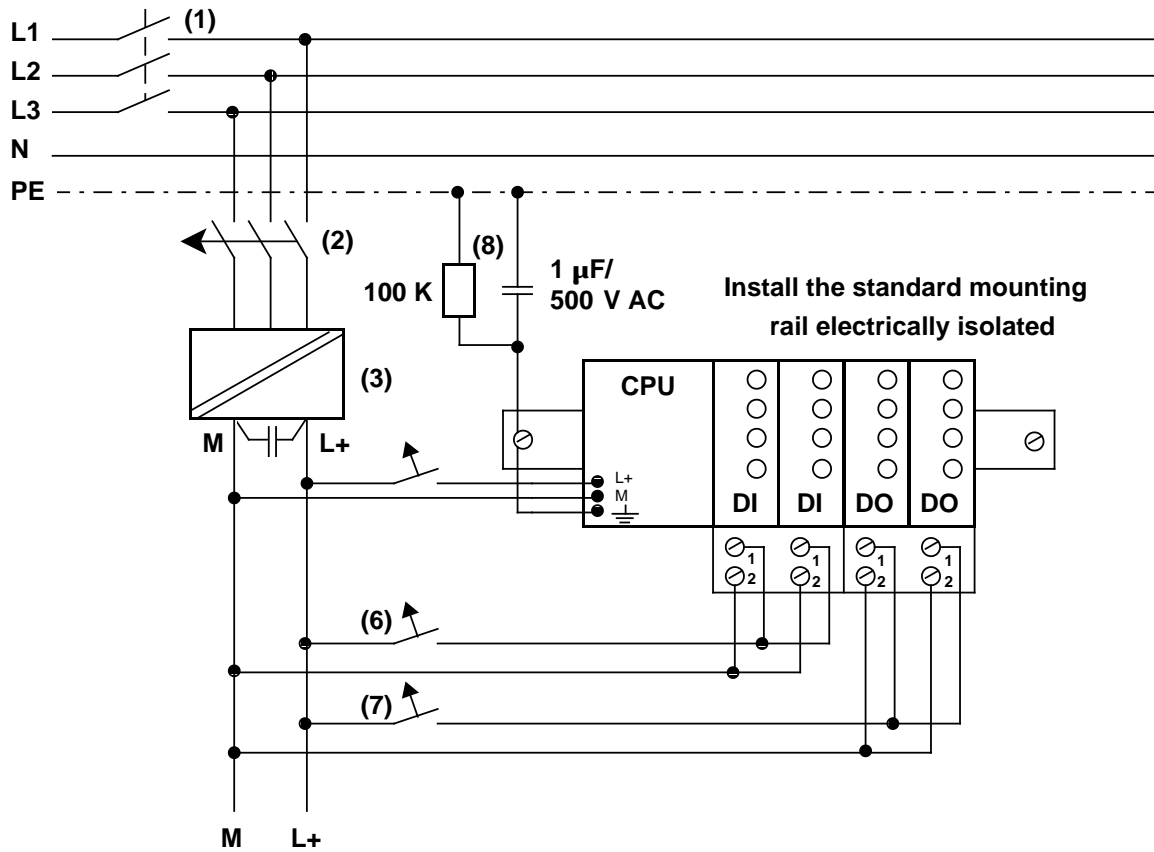 L1
(1)
L2
L3
N
PE
(2)
(8)
100 K
1 µF/
500 V AC
Install the standard mounting
rail electrically isolated
(3)
CPU
M
L+
L+
M
DI
DI
DO
DO
1
1
1
1
2
2
2
2
(6)
(7)
M
L+